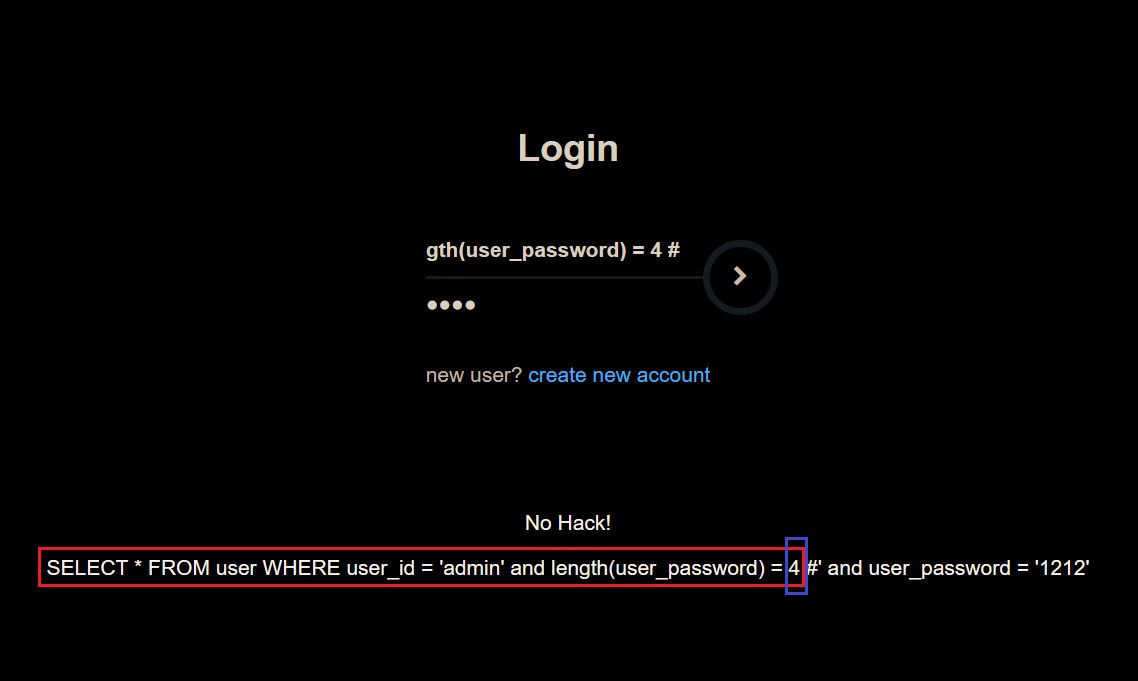 Login
gth(user_password) = 4 #
new user? create new account
No Hack!
SELECT * FROM user WHERE user_id = 'admin' and length(user_password) = 4 #' and user_password = '1212'